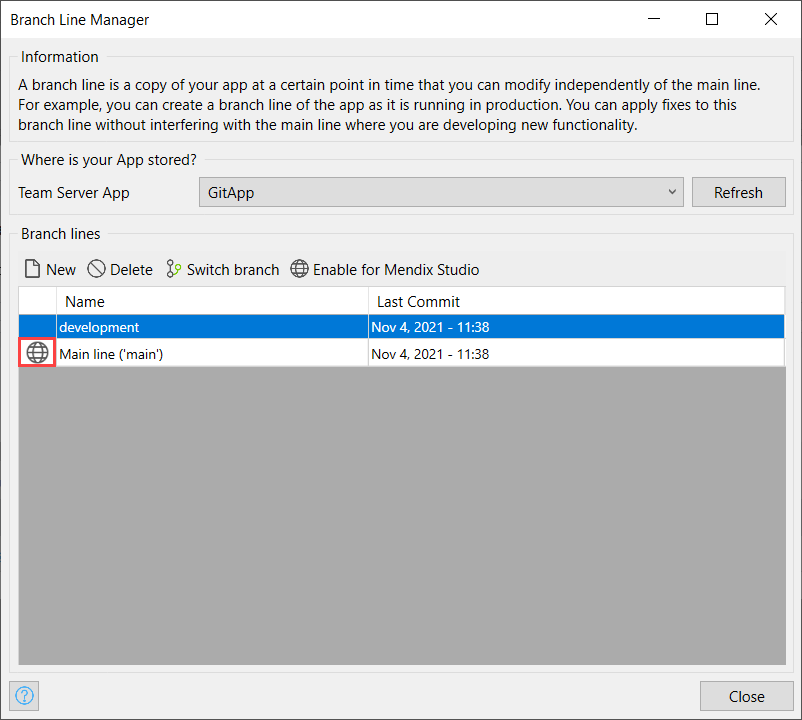 Branch Line Manager
Information
A branch line is a copy of your app at a certain point in time that you can modify independently of the main line.
For example, you can create a branch line of the app as it is running in production. You can apply fixes to this
branch line without interfering with the main line where you are developing new functionality.
Where is your App stored?
Team Server App GitApp Refresh
Branch lines
New Delete Switch branch Enable for Mendix Studio
Name Last Commit
development Nov 4, 2021 - 11:38
Main line ('main') Nov 4, 2021 - 11:38
? Close